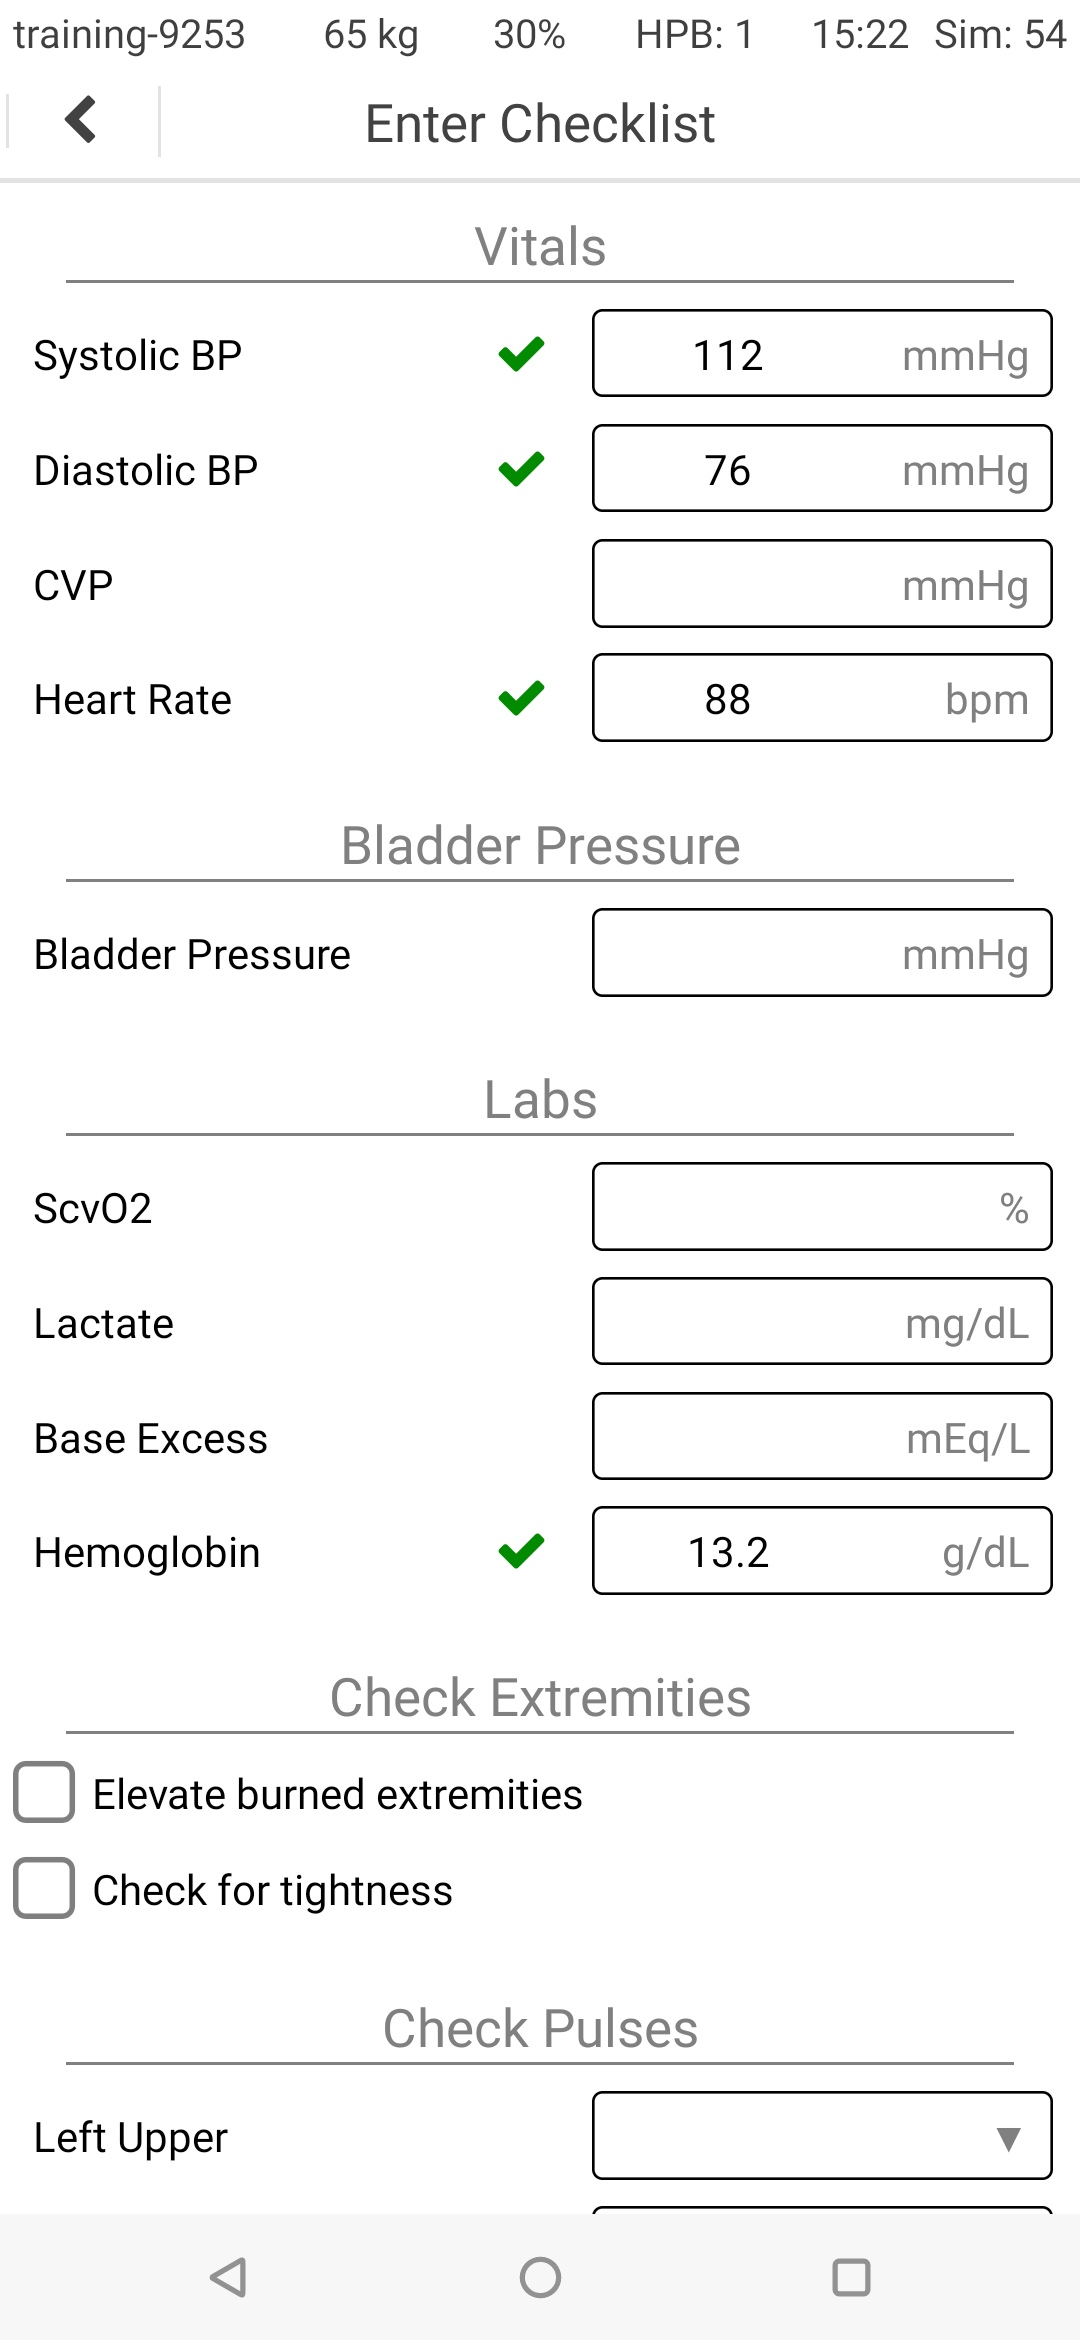 training-9253 65 kg 30% HPB: 1 15:22 Sim: 54
Enter Checklist
Vitals
Systolic BP 112 mmHg
Diastolic BP 76 mmHg
CVP mmHg
Heart Rate 88 bpm
Bladder Pressure
Bladder Pressure mmHg
Labs
ScvO2 %
Lactate mg/dL
Base Excess mEq/L
Hemoglobin 13.2 g/dL
Check Extremities
Elevate burned extremities
Check for tightness
Check Pulses
Left Upper